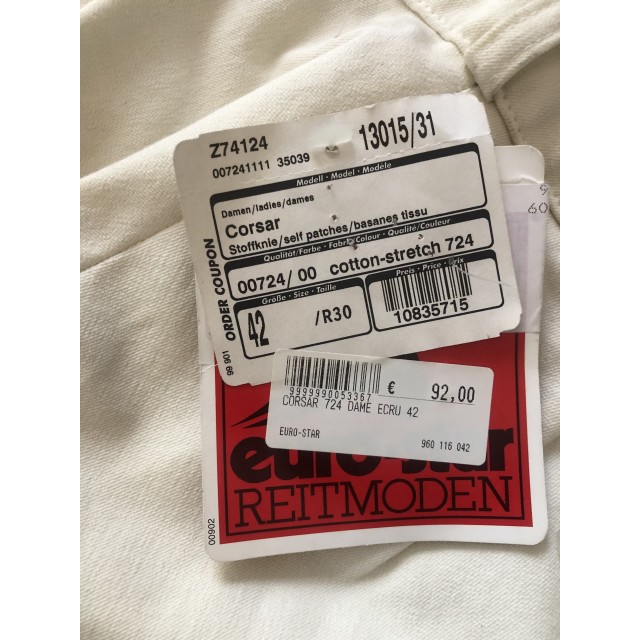 Z74124
13015/31
007241111 35039
Modell · Model · Modèle
Damen/ladies/dames
Corsar
Stoffknie/self patches/basanes tissu
Qualität/Farbe · Fabric/Colour · Qualité/Couleur
00724/ 00 cotton-stretch 724
Größe · Size · Taille
42 /R30
Preis · Price · Prix
10835715
ORDER COUPON
99 901
9999990053367
€ 92,00
CORSAR 724 DAME ECRU 42
EURO-STAR
960 116 042
euro-star
REITMODEN
00902
9
60